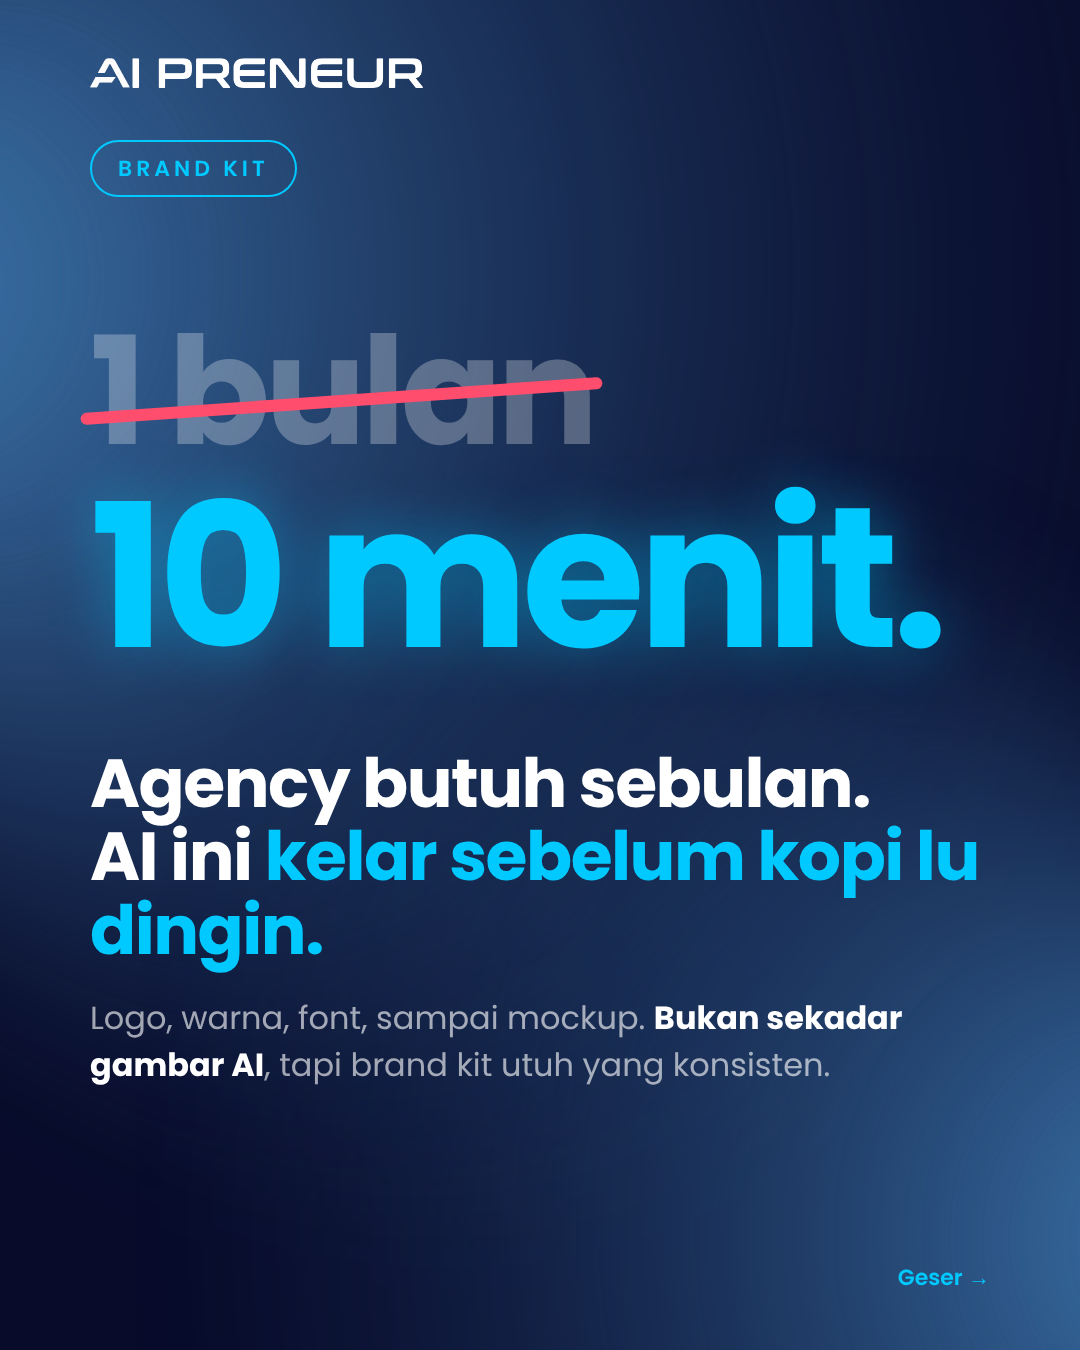 AI PRENEUR
BRAND KIT
1 bulan
10 menit.
Agency butuh sebulan.
AI ini kelar sebelum kopi lu
dingin.
Logo, warna, font, sampai mockup. Bukan sekadar
gambar AI, tapi brand kit utuh yang konsisten.
Geser →